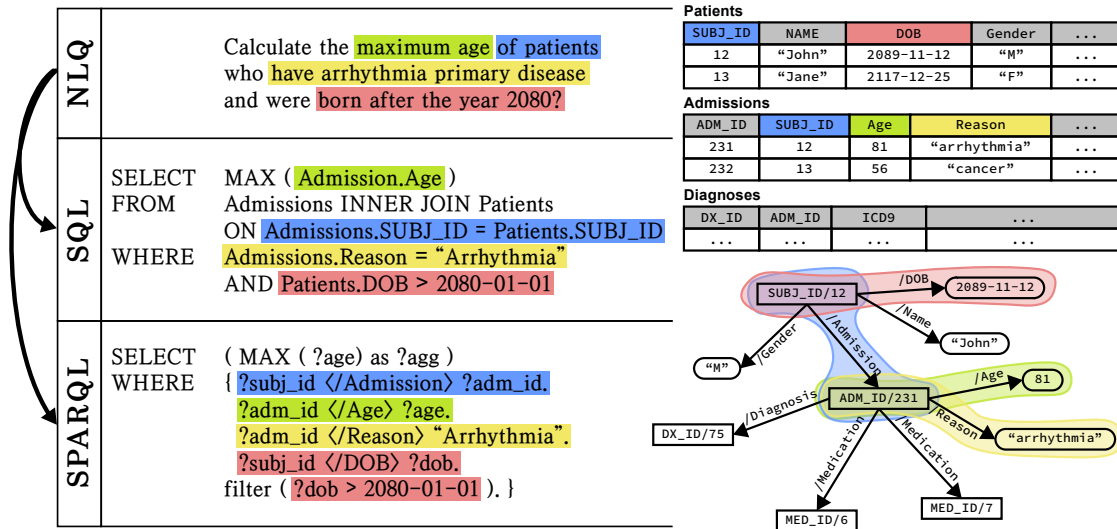 NLQ
Calculate the maximum age of patients
who have arrhythmia primary disease
and were born after the year 2080?
SQL
SELECT MAX ( Admission.Age )
FROM Admissions INNER JOIN Patients
ON Admissions.SUBJ_ID = Patients.SUBJ_ID
WHERE Admissions.Reason = “Arrhythmia”
AND Patients.DOB > 2080-01-01
SPARQL
SELECT ( MAX ( ?age) as ?agg )
WHERE { ?subj_id 〈/Admission〉 ?adm_id.
?adm_id 〈/Age〉 ?age.
?adm_id 〈/Reason〉 “Arrhythmia”.
?subj_id 〈/DOB〉 ?dob.
filter ( ?dob > 2080-01-01 ). }
Patients
SUBJ_ID NAME DOB Gender ...
12 “John” 2089-11-12 “M” ...
13 “Jane” 2117-12-25 “F” ...
Admissions
ADM_ID SUBJ_ID Age Reason ...
231 12 81 “arrhythmia” ...
232 13 56 “cancer” ...
Diagnoses
DX_ID ADM_ID ICD9 ...
... ... ... ...
SUBJ_ID/12
/DOB
2089-11-12
/Gender
/Admission
/Name
“M”
“John”
/Age
81
ADM_ID/231
/Diagnosis
/Reason
DX_ID/75
“arrhythmia”
/Medication
/Medication
MED_ID/6
MED_ID/7